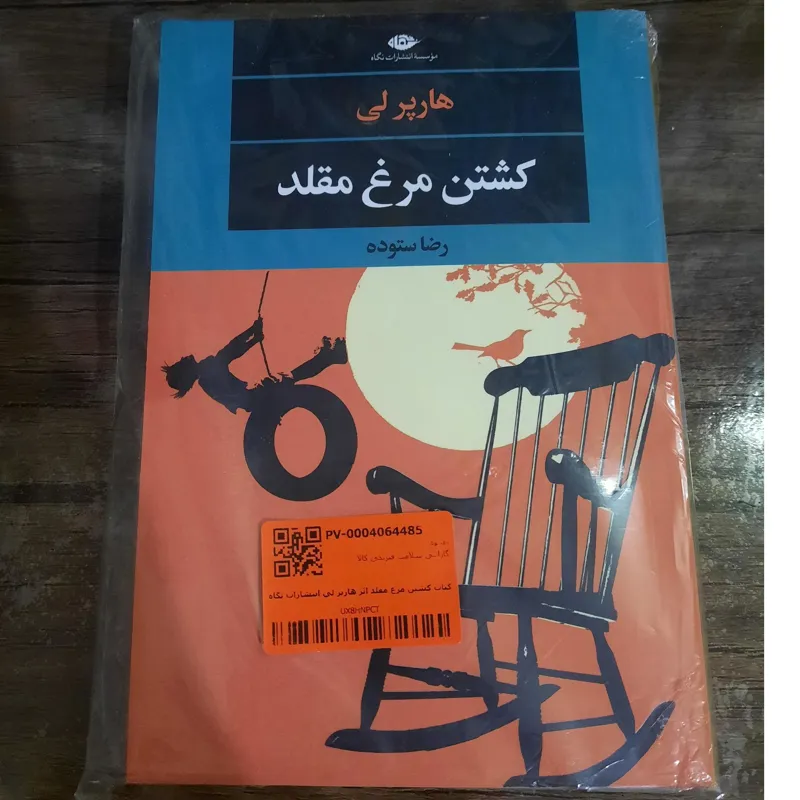 مؤسسهٔ انتشارات نگاه
هارپر لی
کشتن مرغ مقلد
رضا ستوده
PV-0004064485
گارانتی سلامت فیزیکی کالا
کتاب کشتن مرغ مقلد اثر هارپر لی انتشارات نگاه